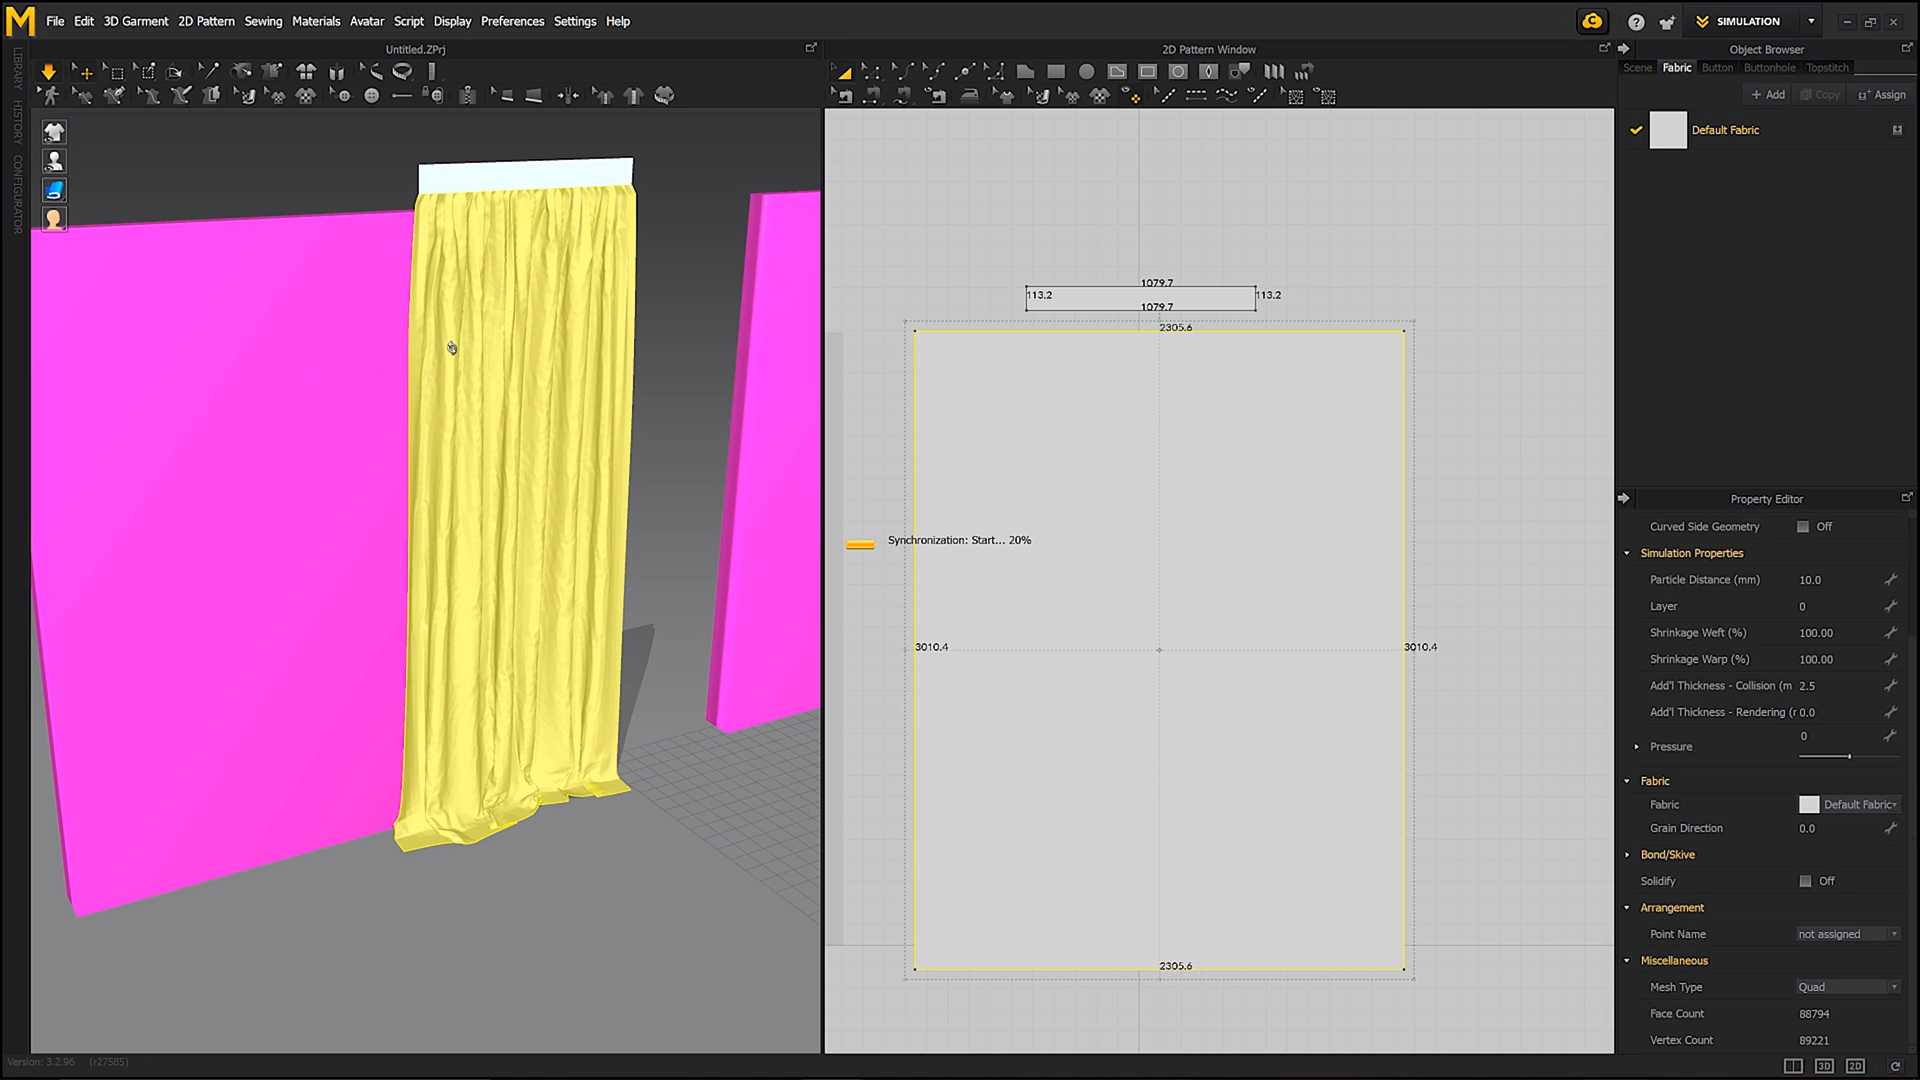 M File Edit 3D Garment 2D Pattern Sewing Materials Avatar Script Display Preferences Settings Help
C ? SIMULATION
Untitled.ZPrj
2D Pattern Window
Object Browser
Scene Fabric Button Buttonhole Topstitch
+ Add Copy Assign
Default Fabric
LIBRARY
HISTORY
CONFIGURATOR
1079.7
113.2
113.2
1079.7
2305.6
Synchronization: Start... 20%
3010.4
3010.4
2305.6
Property Editor
Curved Side Geometry Off
Simulation Properties
Particle Distance (mm) 10.0
Layer 0
Shrinkage Weft (%) 100.00
Shrinkage Warp (%) 100.00
Add'l Thickness - Collision (m 2.5
Add'l Thickness - Rendering (r 0.0
Pressure 0
Fabric
Fabric Default Fabric
Grain Direction 0.0
Bond/Skive
Solidify Off
Arrangement
Point Name not assigned
Miscellaneous
Mesh Type Quad
Face Count 88794
Vertex Count 89221
Version: 3.2.96 (r27585)
3D 2D